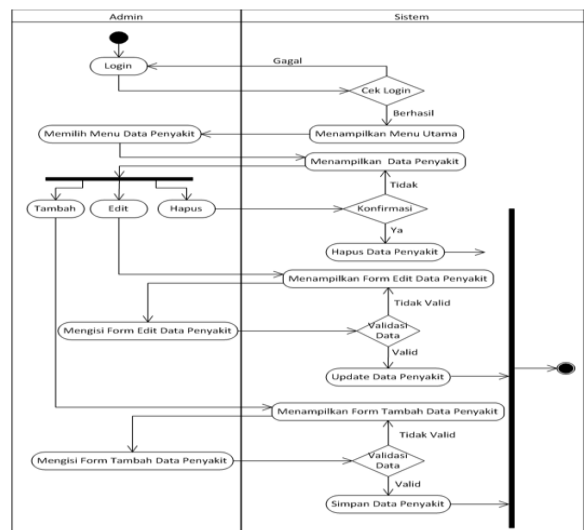 Admin
Sistem
Login
Gagal
Cek Login
Berhasil
Memilih Menu Data Penyakit
Menampilkan Menu Utama
Menampilkan Data Penyakit
Tidak
Tambah
Edit
Hapus
Konfirmasi
Ya
Hapus Data Penyakit
Menampilkan Form Edit Data Penyakit
Tidak Valid
Mengisi Form Edit Data Penyakit
Validasi
Data
Valid
Update Data Penyakit
Menampilkan Form Tambah Data Penyakit
Tidak Valid
Mengisi Form Tambah Data Penyakit
Validasi
Data
Valid
Simpan Data Penyakit